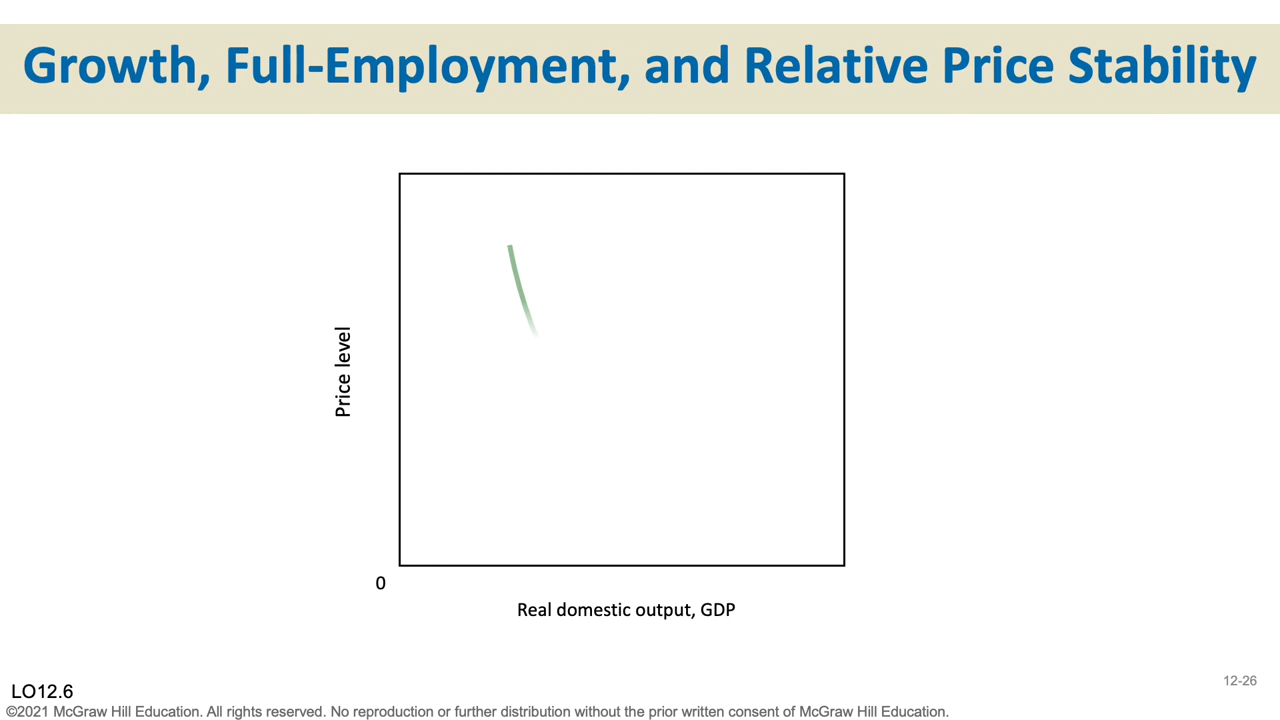 Growth, Full-Employment, and Relative Price Stability
Price level
0
Real domestic output, GDP
12-26
LO12.6
©2021 McGraw Hill Education. All rights reserved. No reproduction or further distribution without the prior written consent of McGraw Hill Education.